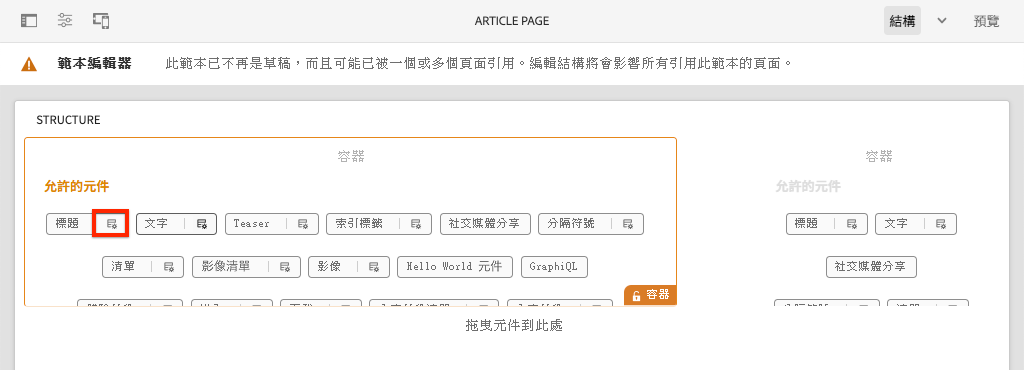 ARTICLE PAGE
結構
預覽
範本編輯器
此範本已不再是草稿，而且可能已被一個或多個頁面引用。編輯結構將會影響所有引用此範本的頁面。
STRUCTURE
容器
允許的元件
標題 文字 Teaser 索引標籤 社交媒體分享 分隔符號
清單 影像清單 影像 Hello World 元件 GraphiQL
容器
拖曳元件到此處
容器
允許的元件
標題 文字
社交媒體分享
分隔符號 清單